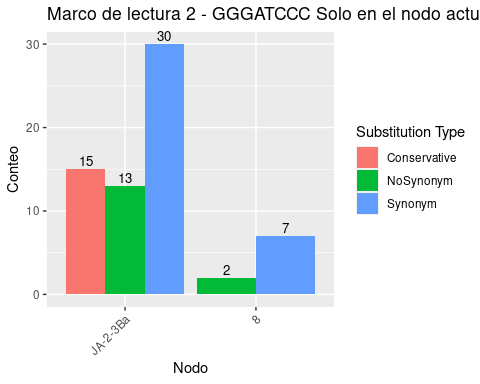 Marco de lectura 2 - GGGATCCC Solo en el nodo actu
Conteo
30
20
10
0
15
13
30
2
7
JA-2-3Ba
8
Nodo
Substitution Type
Conservative
NoSynonym
Synonym